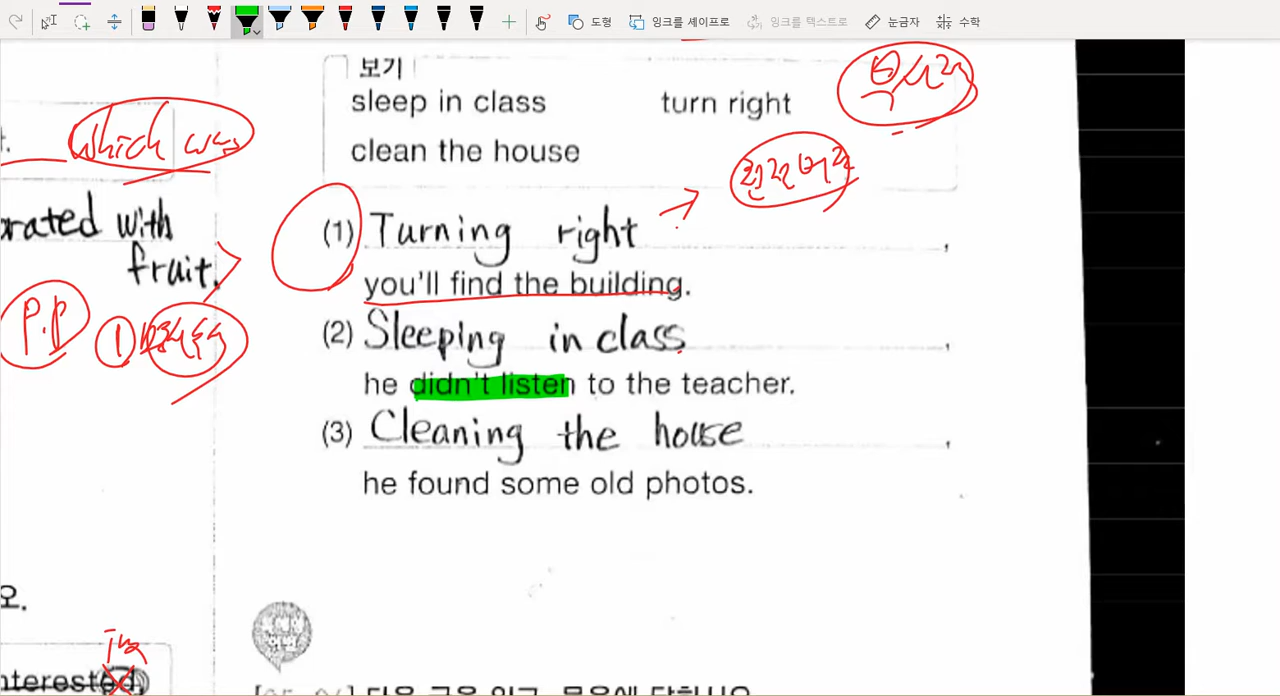 도형
잉크를 셰이프로
잉크를 텍스트로
눈금자
수학
보기
sleep in class turn right
clean the house
which was
rated with
fruit.
P.P
①
(1) Turning right ,
you'll find the building.
(2) Sleeping in class ,
he didn't listen to the teacher.
(3) Cleaning the house ,
he found some old photos.
오.
ing
nterested